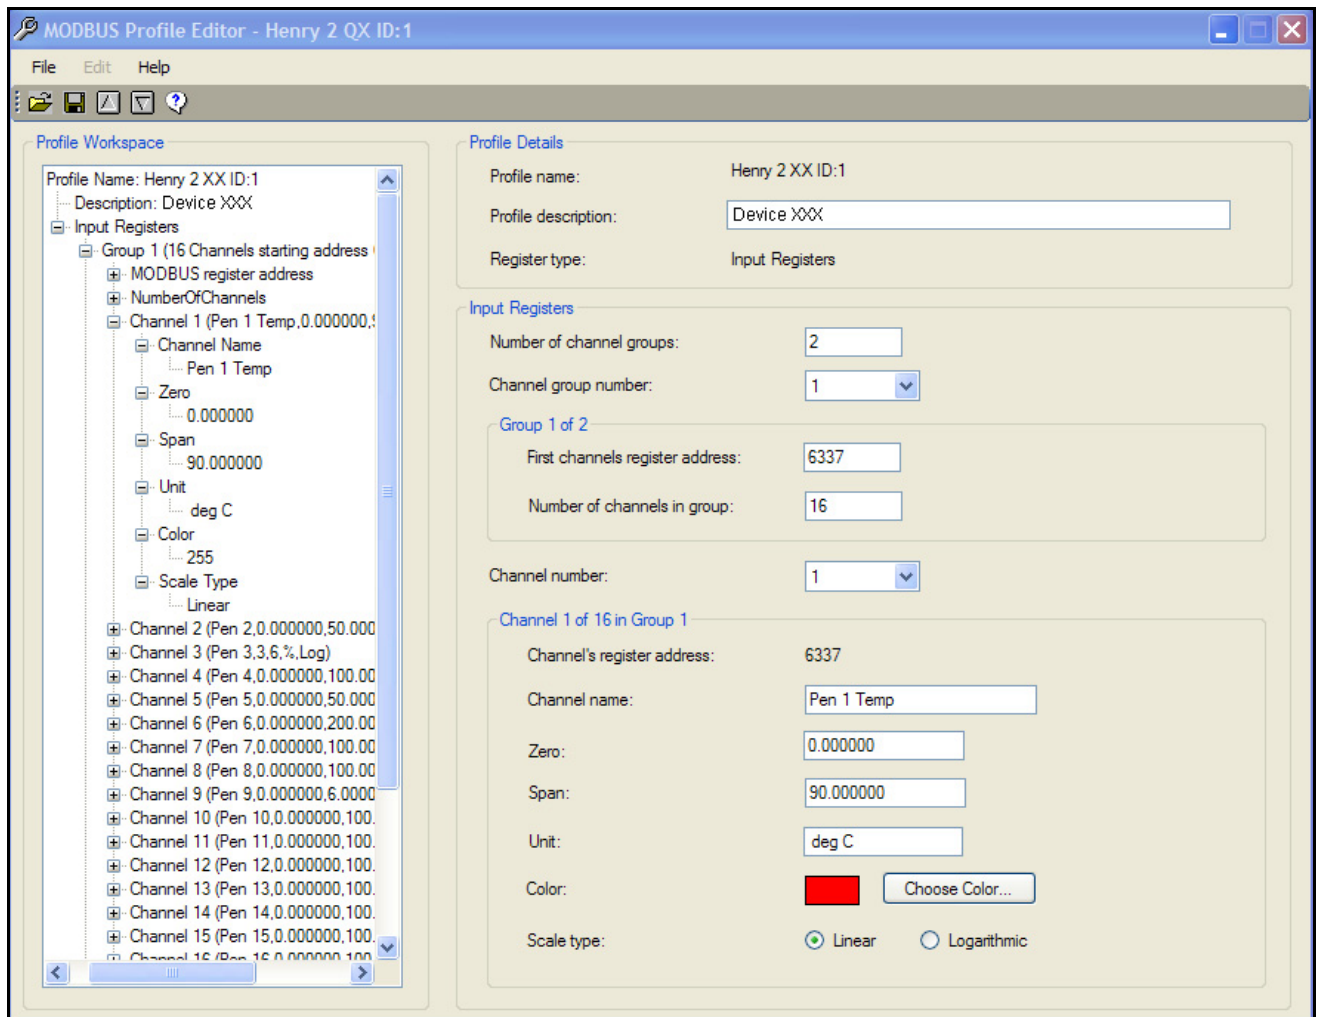 MODBUS Profile Editor - Henry 2 QX ID:1
File Edit Help
Profile Workspace
Profile Name: Henry 2 XX ID:1
Description: Device XXX
Input Registers
Group 1 (16 Channels starting address
MODBUS register address
NumberOfChannels
Channel 1 (Pen 1 Temp,0.000000,
Channel Name
Pen 1 Temp
Zero
0.000000
Span
90.000000
Unit
deg C
Color
255
Scale Type
Linear
Channel 2 (Pen 2,0.000000,50.000
Channel 3 (Pen 3,3,6,%,Log)
Channel 4 (Pen 4,0.000000,100.00
Channel 5 (Pen 5,0.000000,50.000
Channel 6 (Pen 6,0.000000,200.00
Channel 7 (Pen 7,0.000000,100.00
Channel 8 (Pen 8,0.000000,100.00
Channel 9 (Pen 9,0.000000,6.0000
Channel 10 (Pen 10,0.000000,100.
Channel 11 (Pen 11,0.000000,100.
Channel 12 (Pen 12,0.000000,100.
Channel 13 (Pen 13,0.000000,100.
Channel 14 (Pen 14,0.000000,100.
Channel 15 (Pen 15,0.000000,100.
Channel 16 (Pen 16,0.000000,100
Profile Details
Profile name: Henry 2 XX ID:1
Profile description: Device XXX
Register type: Input Registers
Input Registers
Number of channel groups: 2
Channel group number: 1
Group 1 of 2
First channels register address: 6337
Number of channels in group: 16
Channel number: 1
Channel 1 of 16 in Group 1
Channel's register address: 6337
Channel name: Pen 1 Temp
Zero: 0.000000
Span: 90.000000
Unit: deg C
Color: Choose Color...
Scale type: Linear Logarithmic